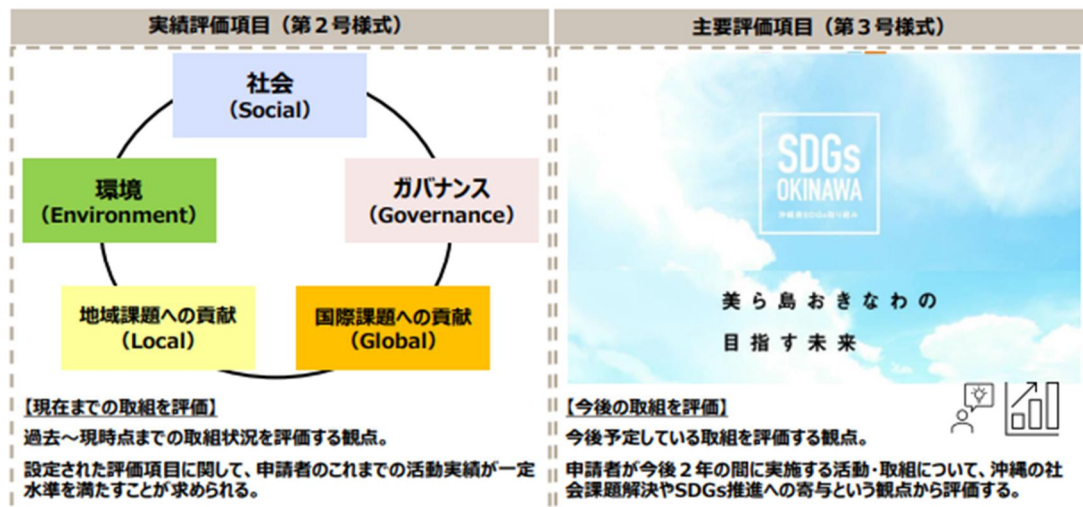 実績評価項目（第２号様式）
社会
（Social）
環境
（Environment）
ガバナンス
（Governance）
地域課題への貢献
（Local）
国際課題への貢献
（Global）
【現在までの取組を評価】
過去～現時点までの取組状況を評価する観点。
設定された評価項目に関して、申請者のこれまでの活動実績が一定
水準を満たすことが求められる。
主要評価項目（第３号様式）
SDGs
OKINAWA
沖縄県SDGs取り組み
美ら島おきなわの
目指す未来
【今後の取組を評価】
今後予定している取組を評価する観点。
申請者が今後２年の間に実施する活動・取組について、沖縄の社
会課題解決やSDGs推進への寄与という観点から評価する。